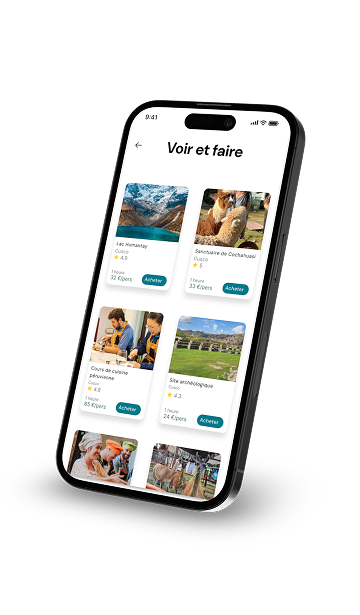 9:41
Voir et faire
Lac Humantay
Cusco
4.9
1 heure
32 €/pers
Acheter
Sanctuaire de Cochahuasi
Cusco
5
1 heure
33 €/pers
Acheter
Cours de cuisine
péruvienne
Cusco
4.8
1 heure
65 €/pers
Acheter
Site archéologique
Cusco
4.3
1 heure
24 €/pers
Acheter